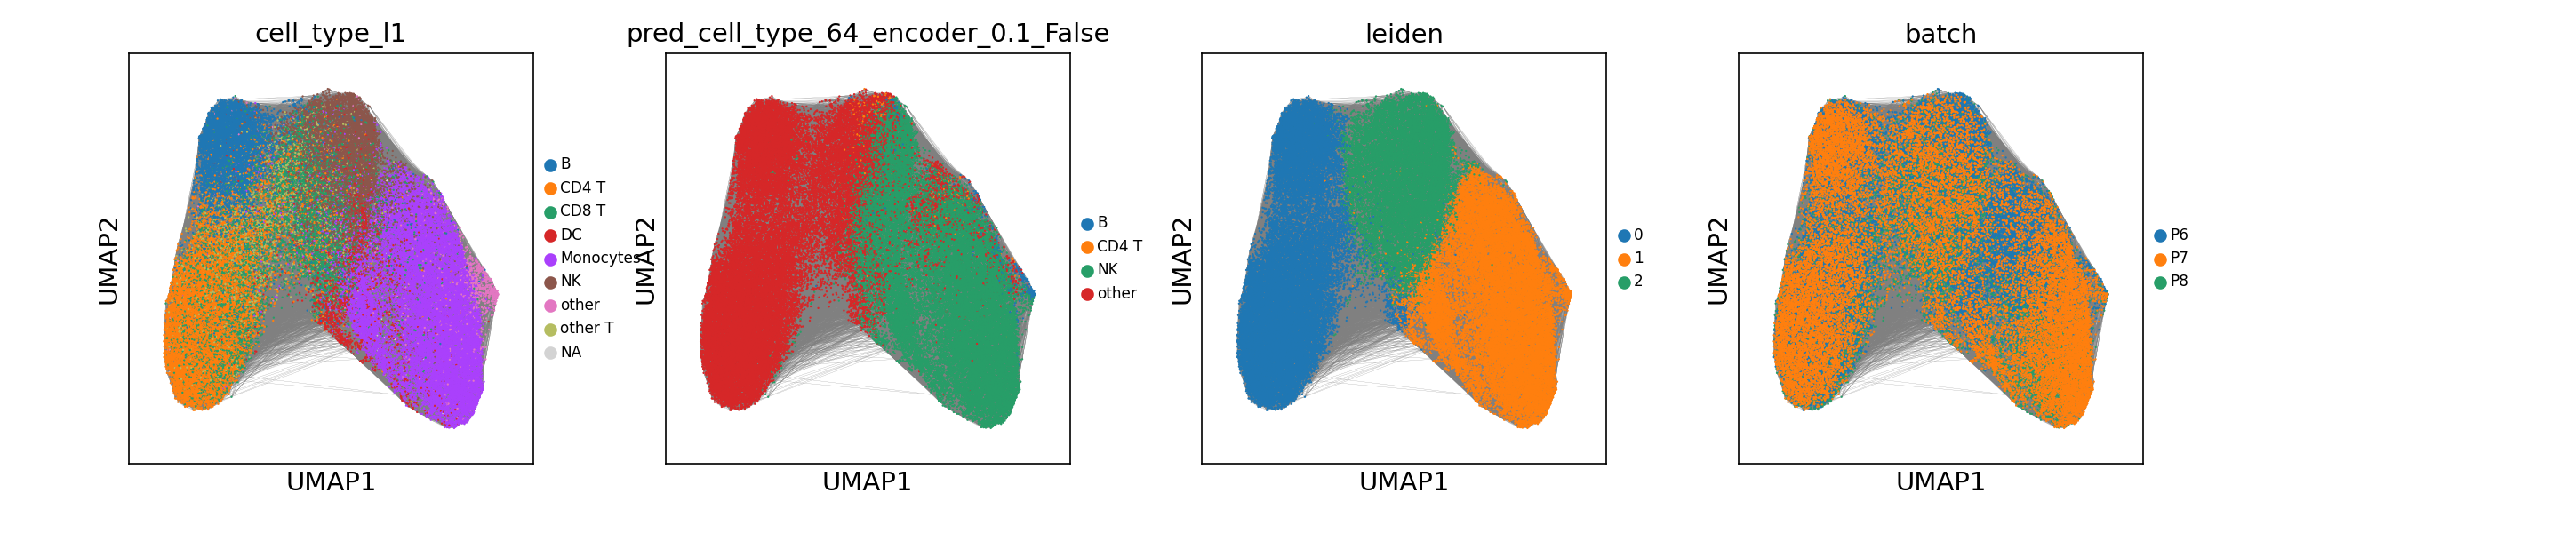 cell_type_l1
UMAP2
UMAP1
B
CD4 T
CD8 T
DC
Monocytes
NK
other
other T
NA
pred_cell_type_64_encoder_0.1_False
UMAP2
UMAP1
B
CD4 T
NK
other
leiden
UMAP2
UMAP1
0
1
2
batch
UMAP2
UMAP1
P6
P7
P8